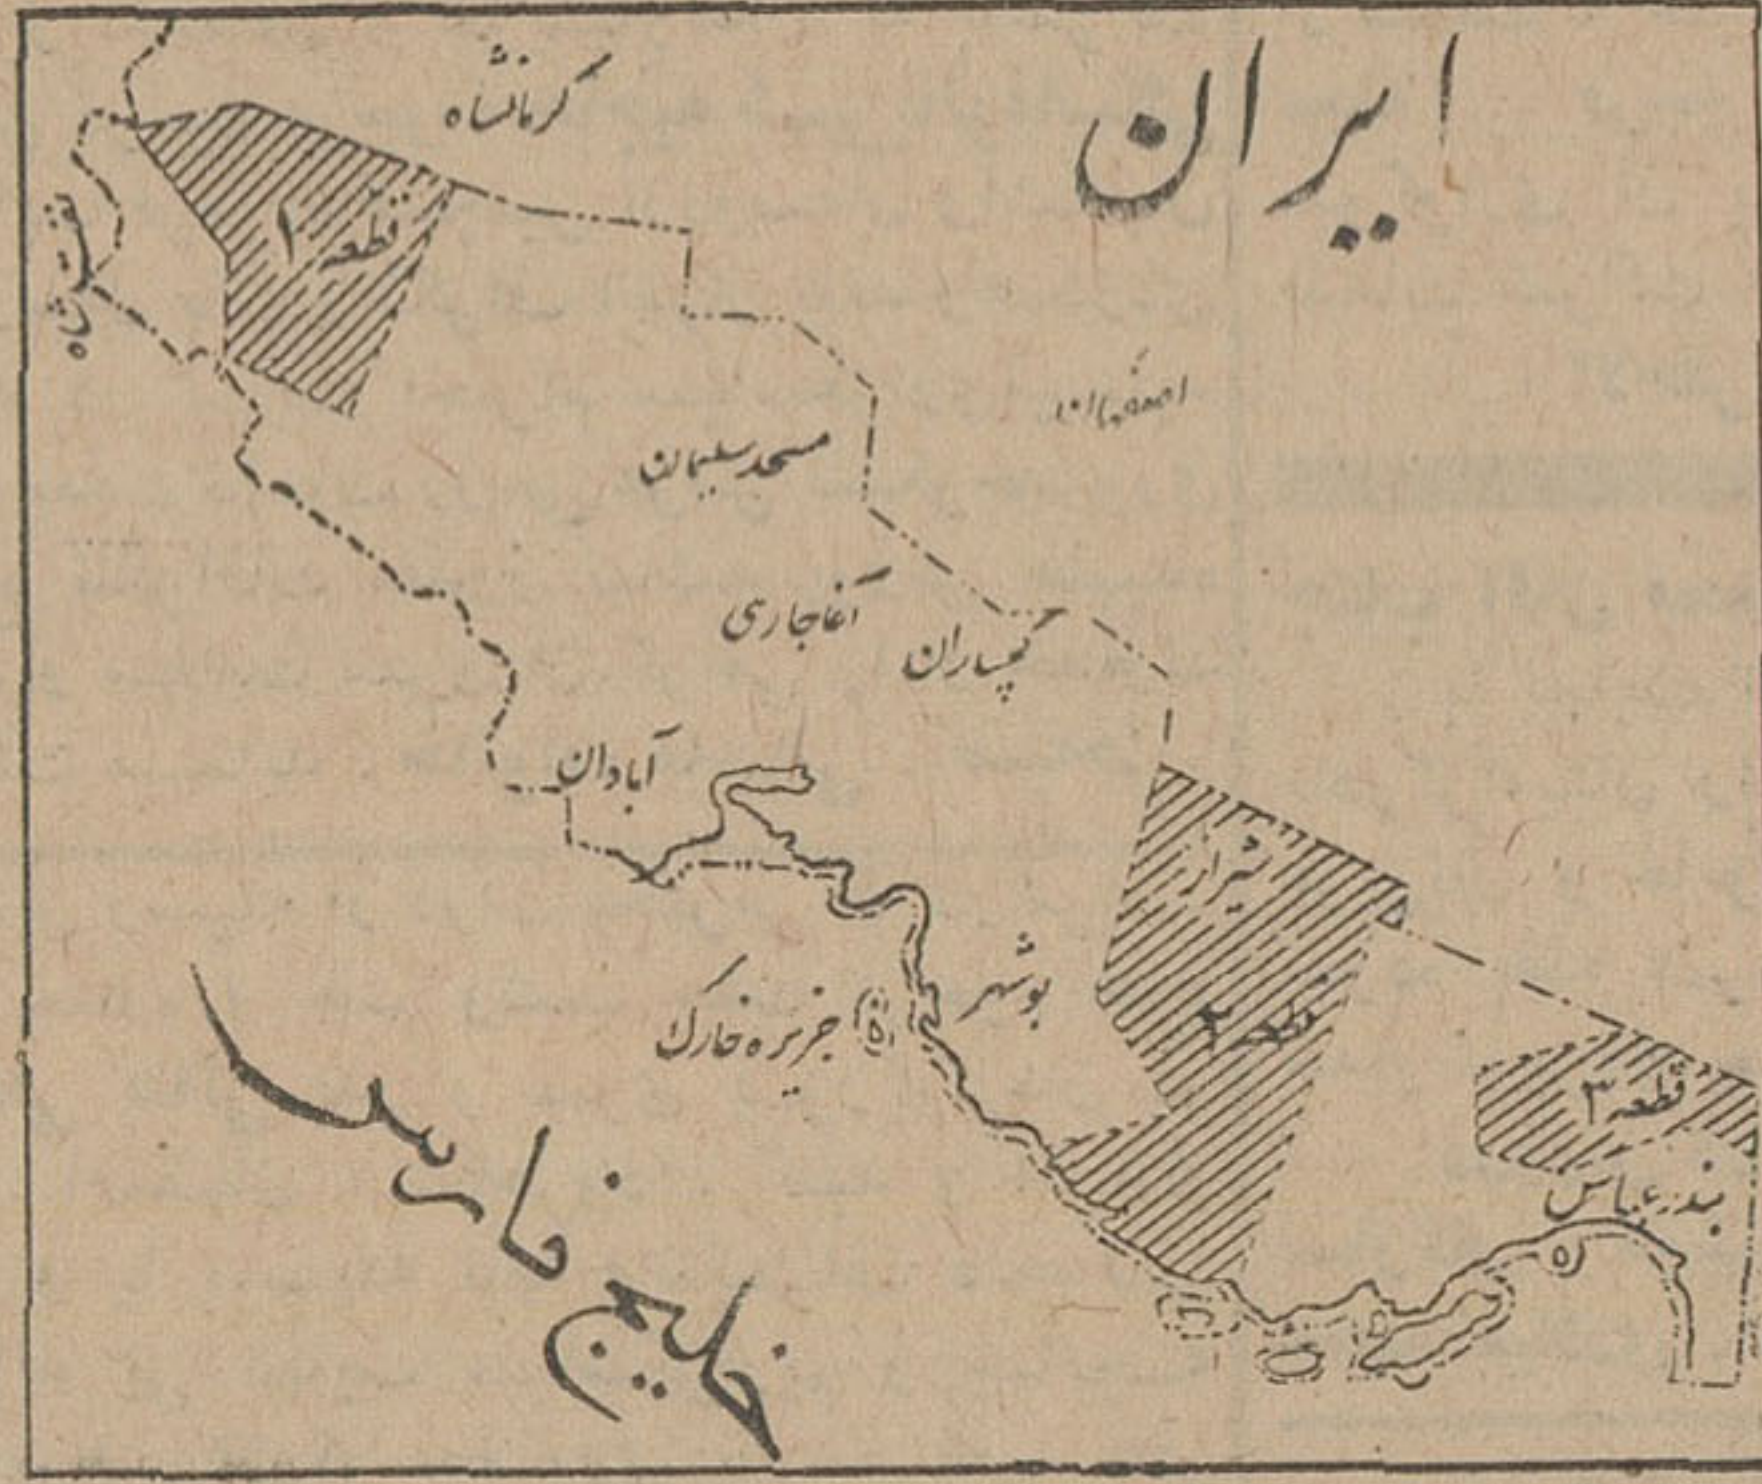 ایران
کرمانشاه
قطعه ۱
نفت شاه
اصفهان
مسجد سلیمان
آغاجاری
گچساران
آبادان
شیراز
بوشهر
جزیره خارک
قطعه ۲
قطعه ۳
بندرعباس
خلیج فارس